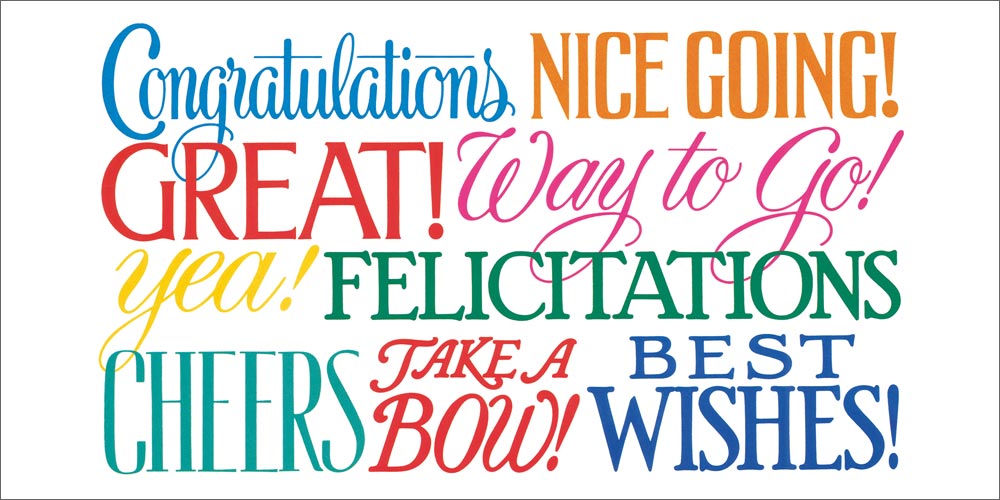 Congratulations NICE GOING!
GREAT! Way to Go!
yea! FELICITATIONS
CHEERS TAKE A BOW! BEST WISHES!